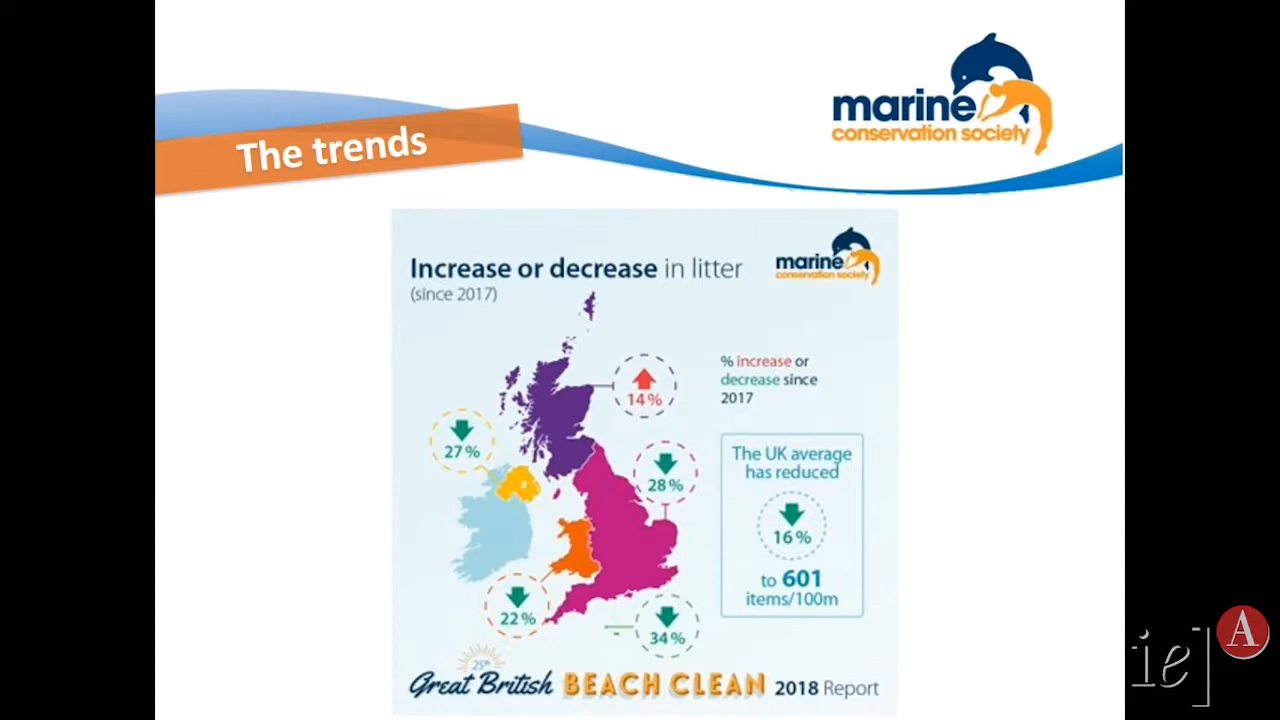 The trends
marine
conservation society
Increase or decrease in litter
(since 2017)
marine
conservation society
14%
% increase or
decrease since
2017
27%
28%
The UK average
has reduced
16%
to 601
items/100m
22%
34%
25th
Great British BEACH CLEAN 2018 Report
ie] A